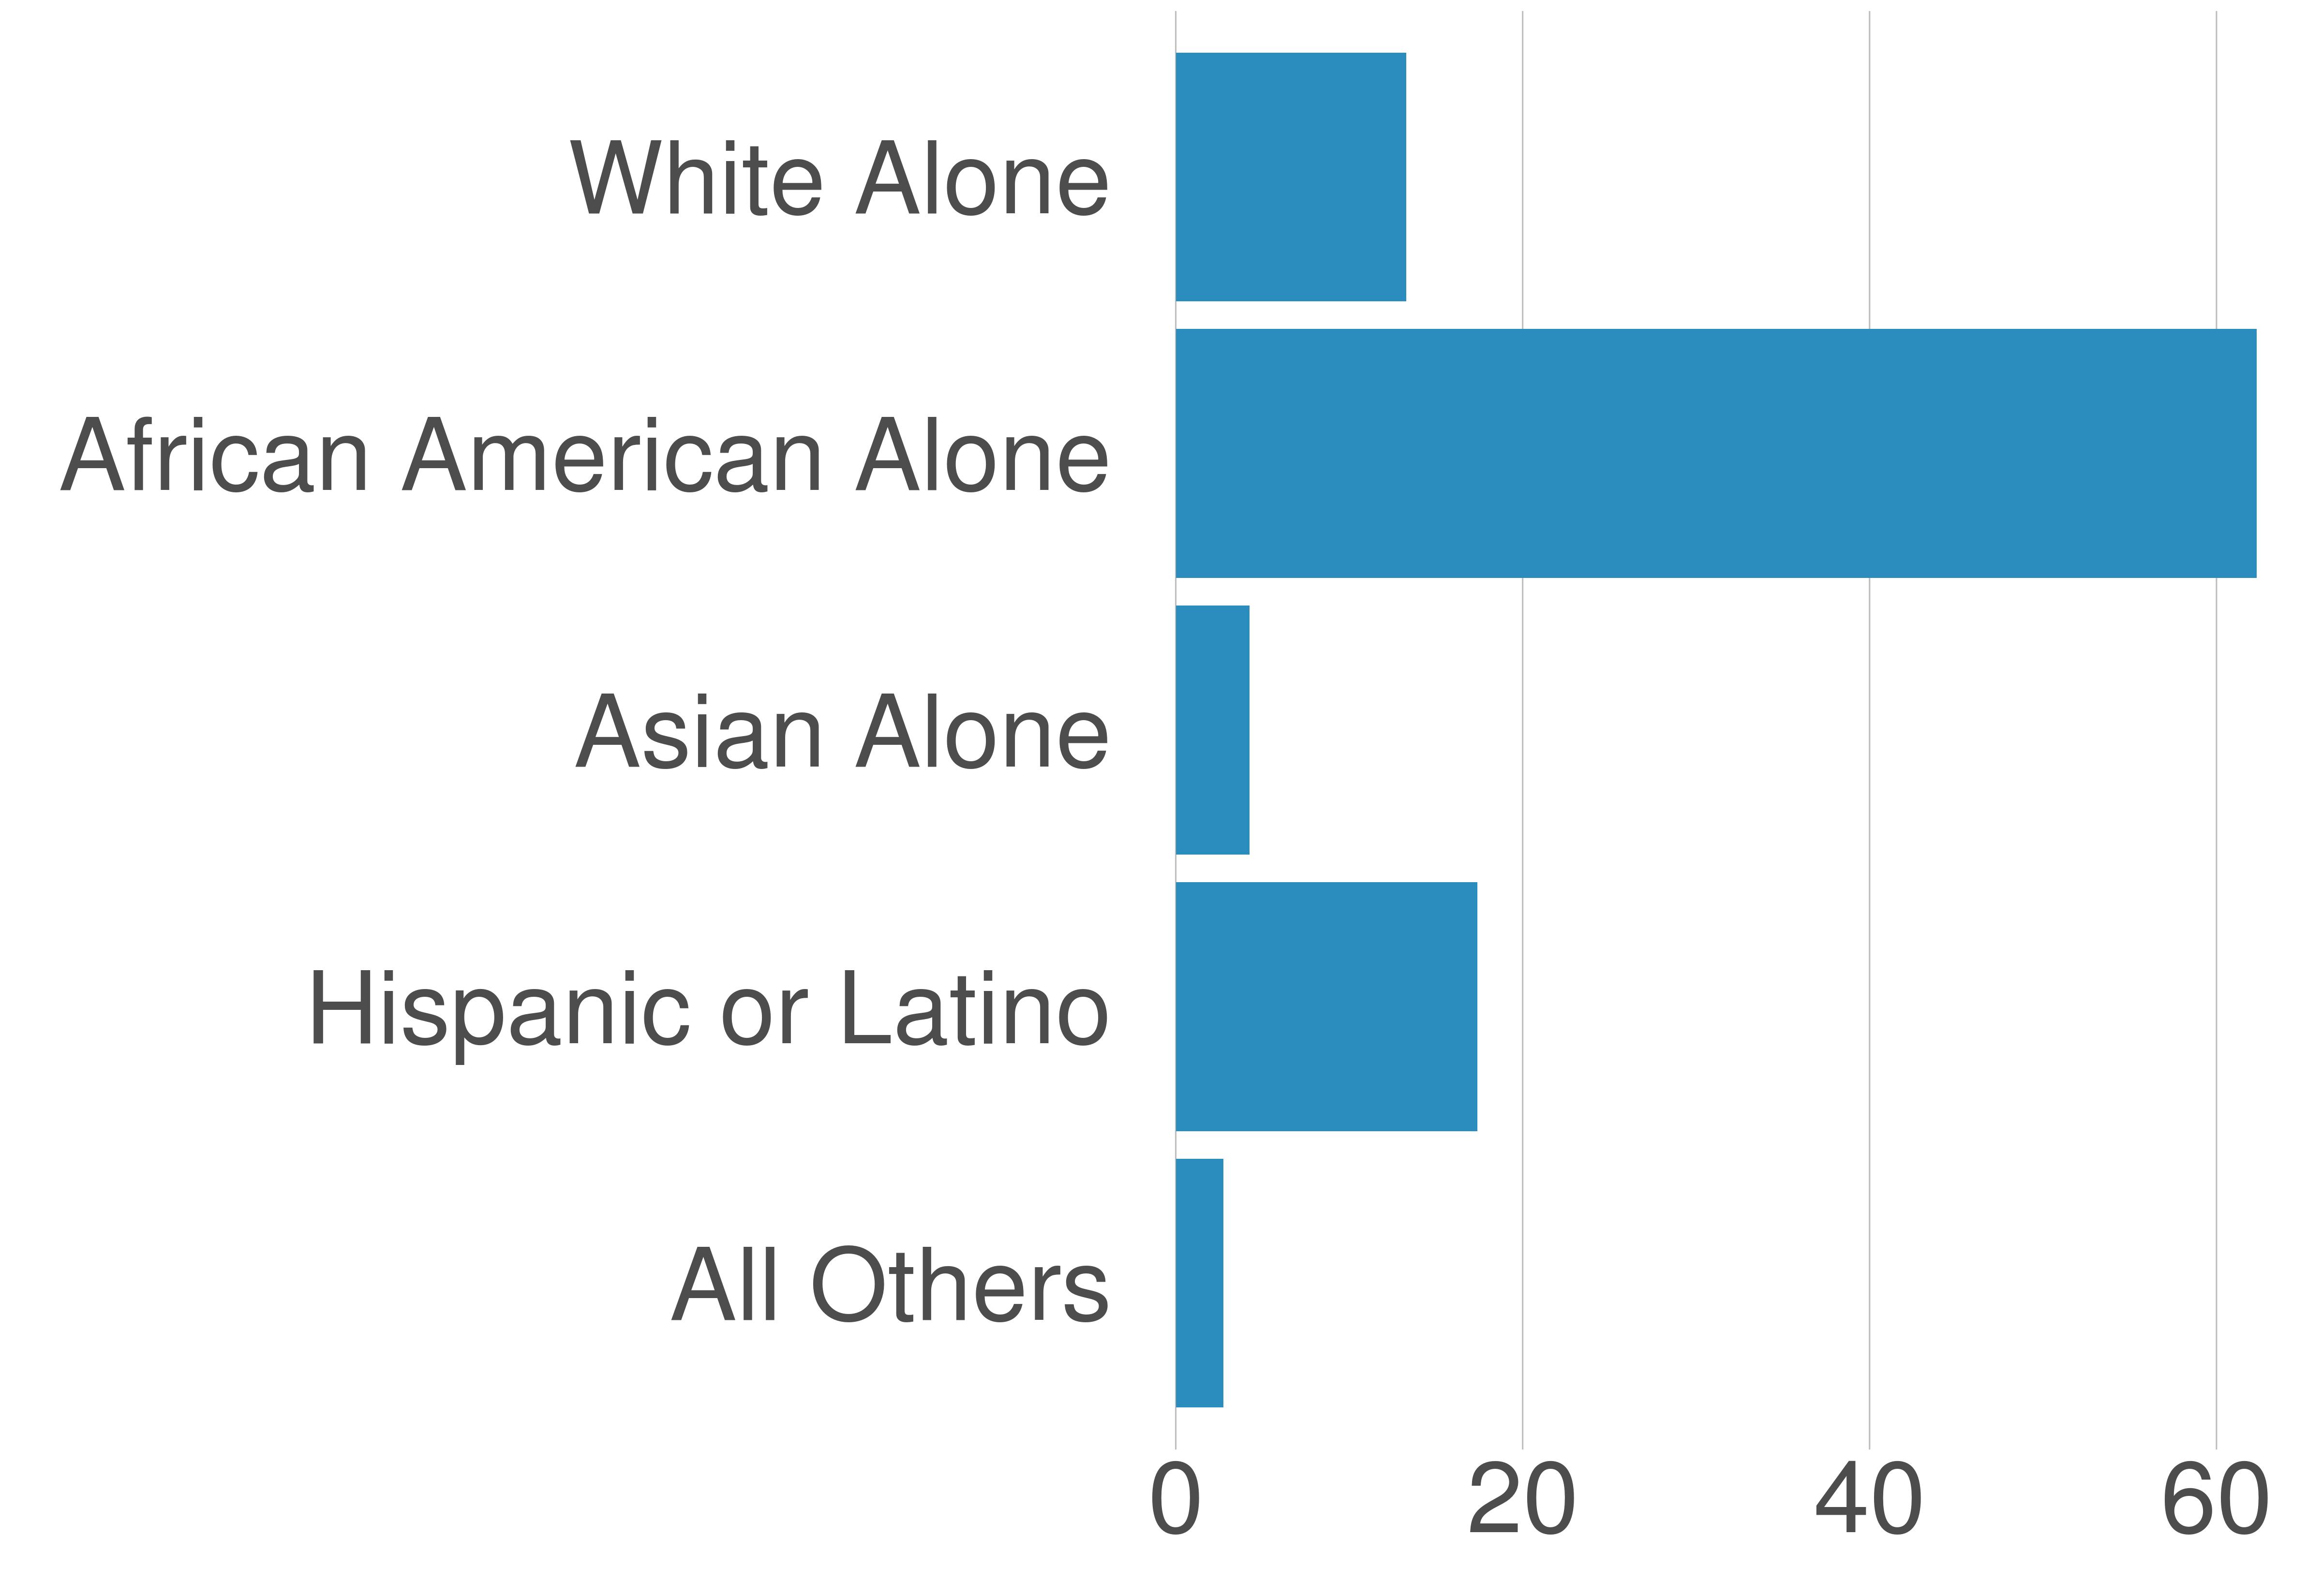 White Alone
African American Alone
Asian Alone
Hispanic or Latino
All Others
0 20 40 60